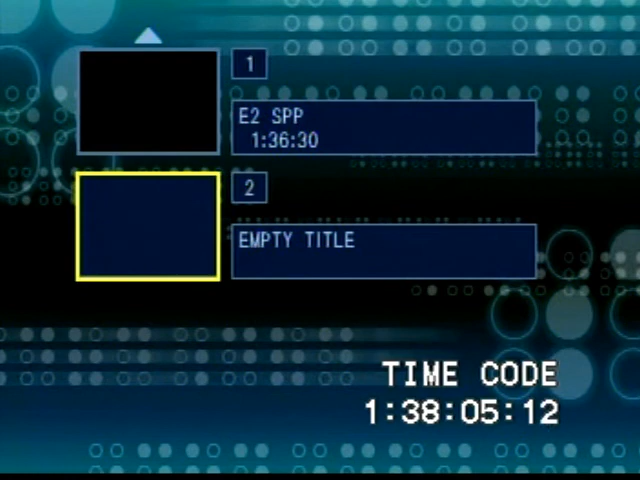 1
E2 SPP
1:36:30
2
EMPTY TITLE
TIME CODE
1:38:05:12